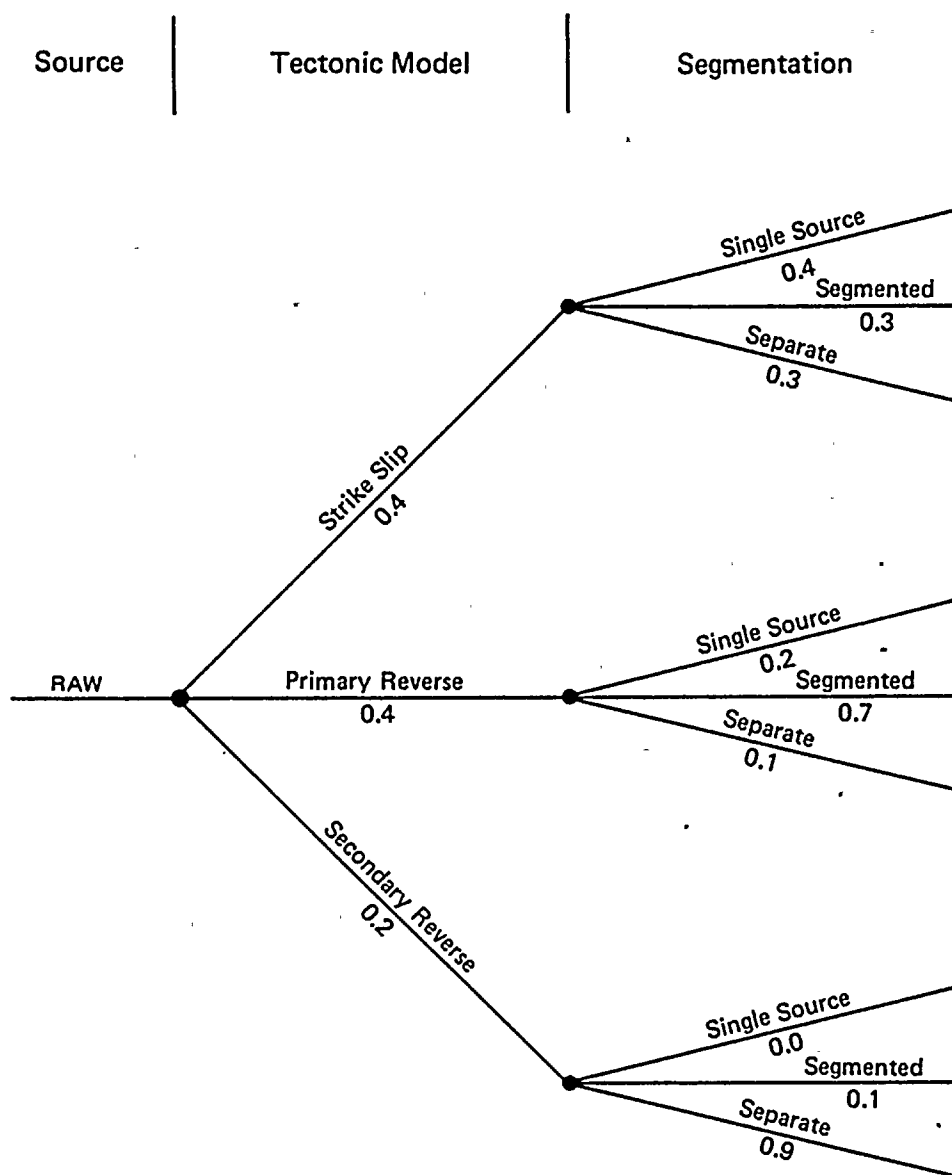 Source
Tectonic Model
Segmentation
Single Source
0.4
Segmented
0.3
Separate
0.3
Strike Slip
0.4
Single Source
0.2
RAW
Primary Reverse
0.4
Segmented
0.7
Separate
0.1
Secondary Reverse
0.2
Single Source
0.0
Segmented
0.1
Separate
0.9